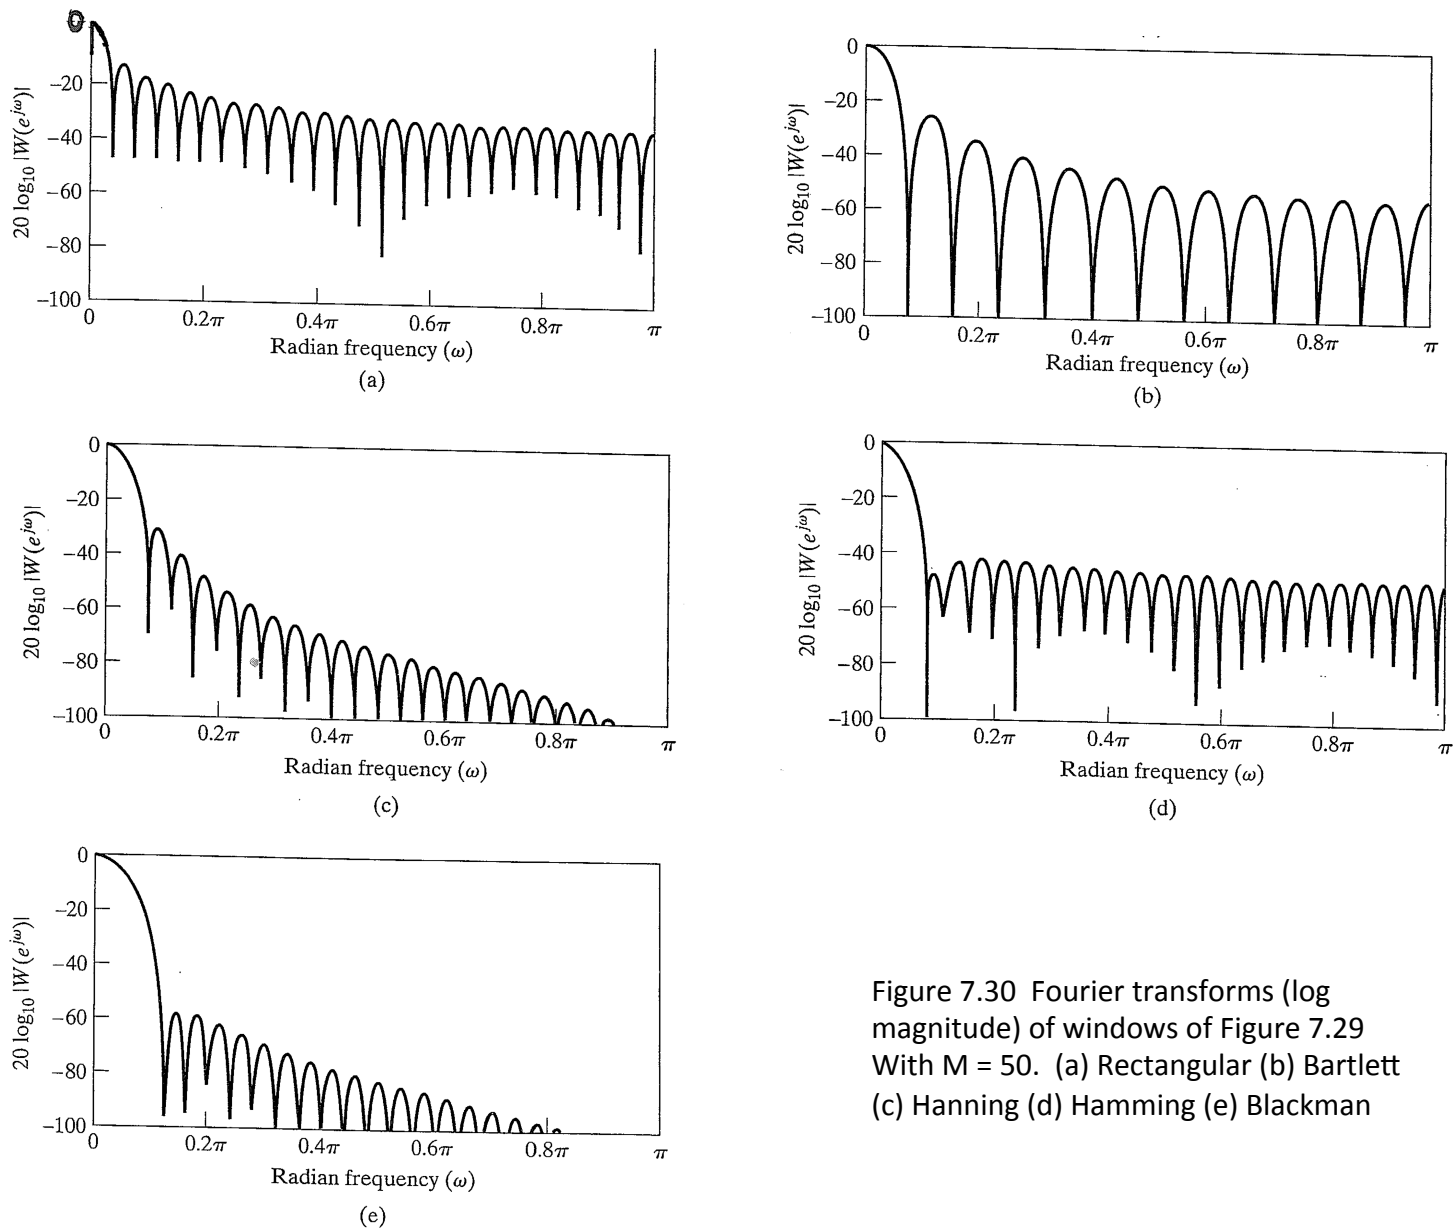 0
−20
−40
−60
−80
−100
20 log10 |W(e^jω)|
0
0.2π
0.4π
0.6π
0.8π
π
Radian frequency (ω)
(a)
0
−20
−40
−60
−80
−100
20 log10 |W(e^jω)|
0
0.2π
0.4π
0.6π
0.8π
π
Radian frequency (ω)
(b)
0
−20
−40
−60
−80
−100
20 log10 |W(e^jω)|
0
0.2π
0.4π
0.6π
0.8π
π
Radian frequency (ω)
(c)
0
−20
−40
−60
−80
−100
20 log10 |W(e^jω)|
0
0.2π
0.4π
0.6π
0.8π
π
Radian frequency (ω)
(d)
0
−20
−40
−60
−80
−100
20 log10 |W(e^jω)|
0
0.2π
0.4π
0.6π
0.8π
π
Radian frequency (ω)
(e)
Figure 7.30 Fourier transforms (log
magnitude) of windows of Figure 7.29
With M = 50. (a) Rectangular (b) Bartlett
(c) Hanning (d) Hamming (e) Blackman